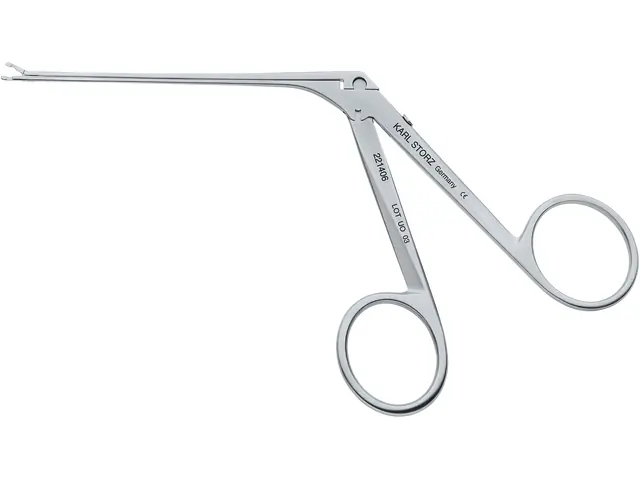 KARL STORZ Germany CE
221406
LOT UO 03